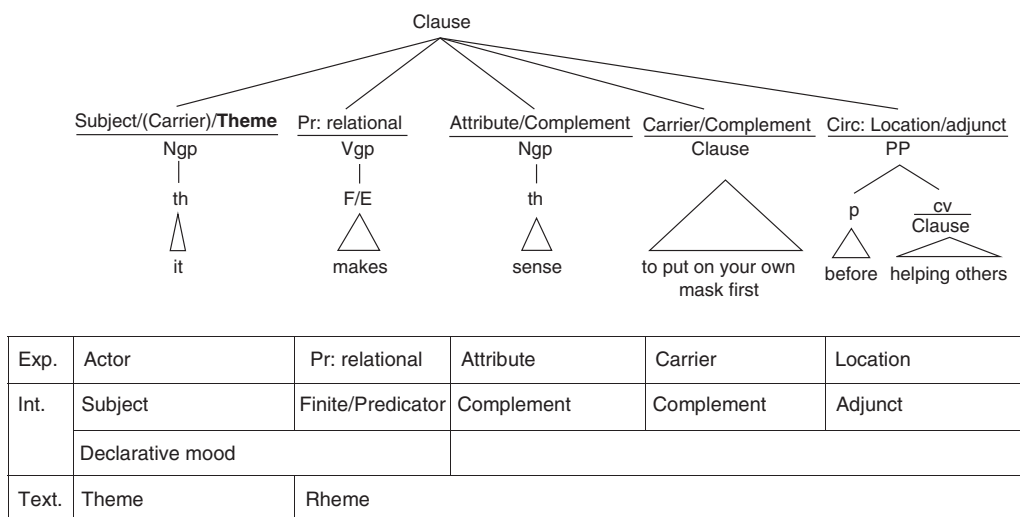 Clause
Subject/(Carrier)/Theme Pr: relational Attribute/Complement Carrier/Complement Circ: Location/adjunct
Ngp Vgp Ngp Clause PP
th F/E th p cv
Clause
it makes sense to put on your own before helping others
mask first
Exp. Actor Pr: relational Attribute Carrier Location
Int. Subject Finite/Predicator Complement Complement Adjunct
Declarative mood
Text. Theme Rheme